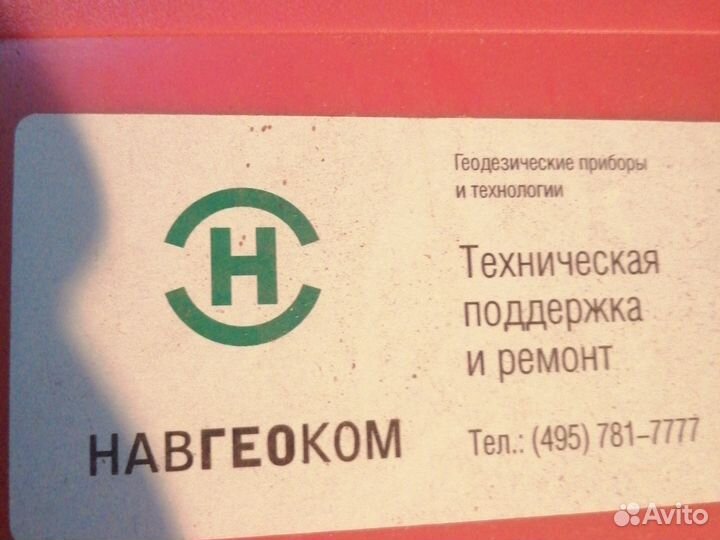 Геодезические приборы
и технологии
Н
Техническая
поддержка
и ремонт
НАВГЕОКОМ
Тел.: (495) 781-7777
Avito